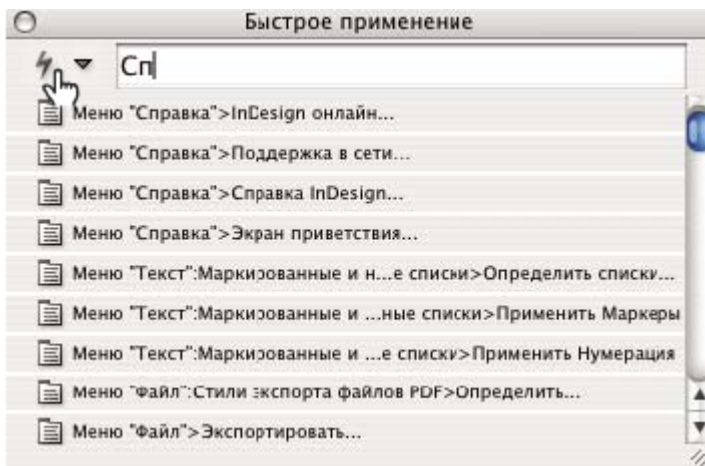 Быстрое применение
Сп
Меню "Справка">InDesign онлайн...
Меню "Справка">Поддержка в сети...
Меню "Справка">Справка InDesign...
Меню "Справка">Экран приветствия...
Меню "Текст":Маркированные и н...е списки>Определить списки...
Меню "Текст":Маркированные и ...ные списки>Применить Маркеры
Меню "Текст":Маркированные и ...е списки>Применить Нумерация
Меню "Файл":Стили экспорта файлов PDF>Определить...
Меню "Файл">Экспортировать...